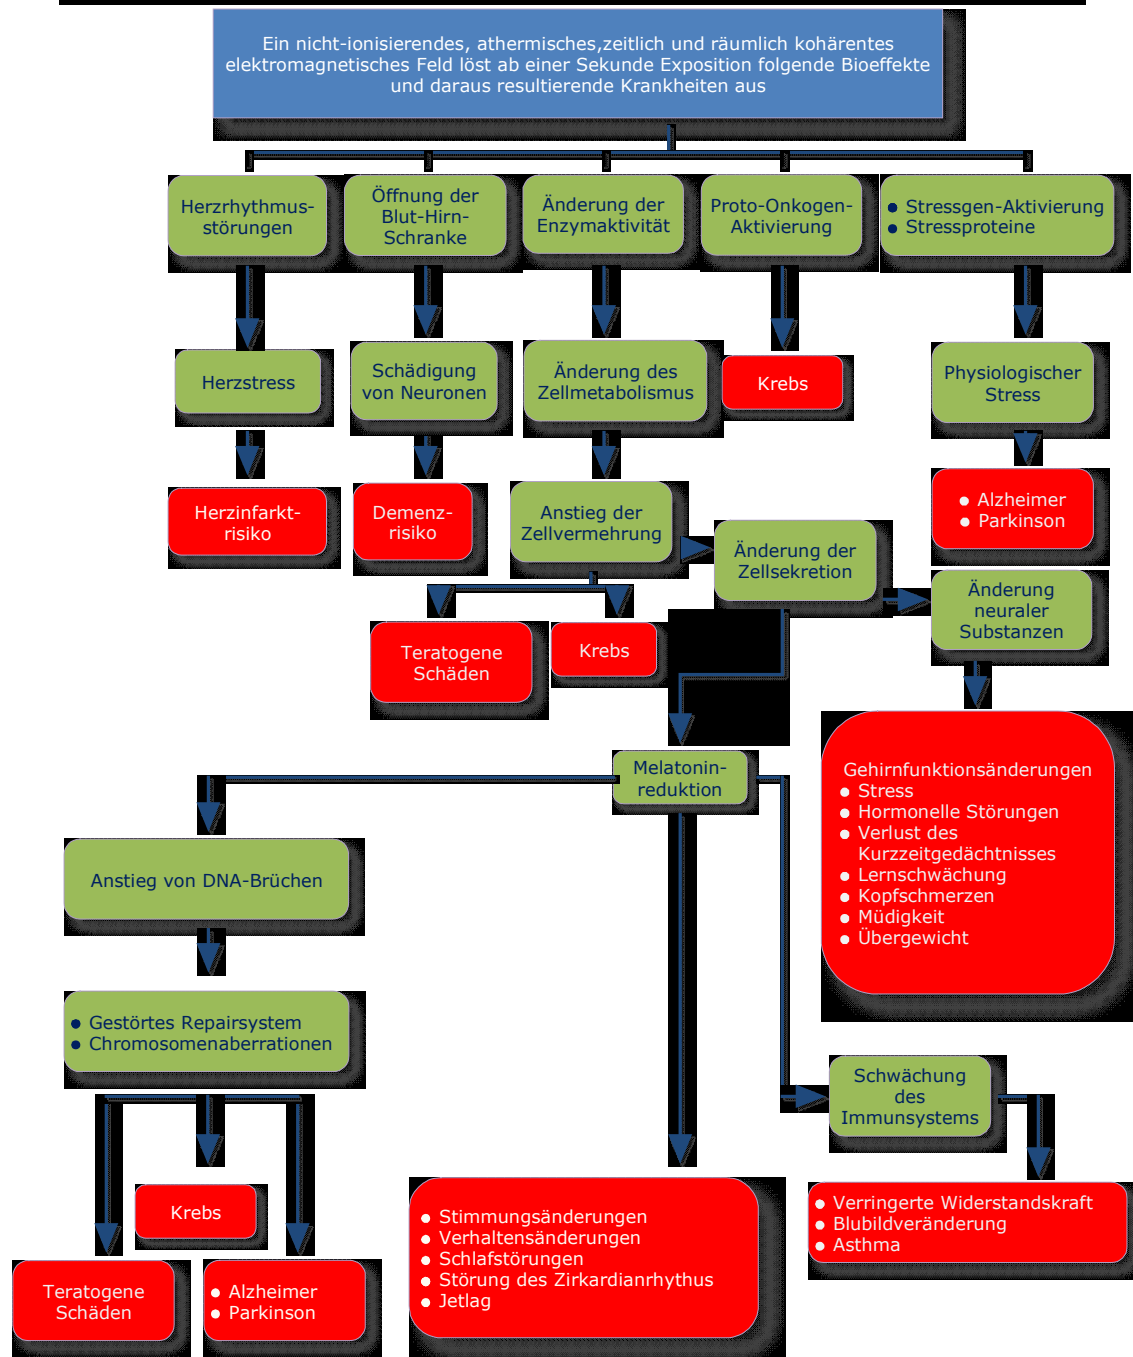 Ein nicht-ionisierendes, athermisches,zeitlich und räumlich kohärentes
elektromagnetisches Feld löst ab einer Sekunde Exposition folgende Bioeffekte
und daraus resultierende Krankheiten aus
Herzrhythmus-
störungen
Öffnung der
Blut-Hirn-
Schranke
Änderung der
Enzymaktivität
Proto-Onkogen-
Aktivierung
● Stressgen-Aktivierung
● Stressproteine
Herzstress
Schädigung
von Neuronen
Änderung des
Zellmetabolismus
Krebs
Physiologischer
Stress
Herzinfarkt-
risiko
Demenz-
risiko
Anstieg der
Zellvermehrung
Änderung der
Zellsekretion
● Alzheimer
● Parkinson
Änderung
neuraler
Substanzen
Teratogene
Schäden
Krebs
Melatonin-
reduktion
Gehirnfunktionsänderungen
● Stress
● Hormonelle Störungen
● Verlust des
Kurzzeitgedächtnisses
● Lernschwächung
● Kopfschmerzen
● Müdigkeit
● Übergewicht
Anstieg von DNA-Brüchen
● Gestörtes Repairsystem
● Chromosomenaberrationen
Schwächung
des
Immunsystems
Krebs
Teratogene
Schäden
● Alzheimer
● Parkinson
● Stimmungsänderungen
● Verhaltensänderungen
● Schlafstörungen
● Störung des Zirkardianrhythus
● Jetlag
● Verringerte Widerstandskraft
● Blubildveränderung
● Asthma